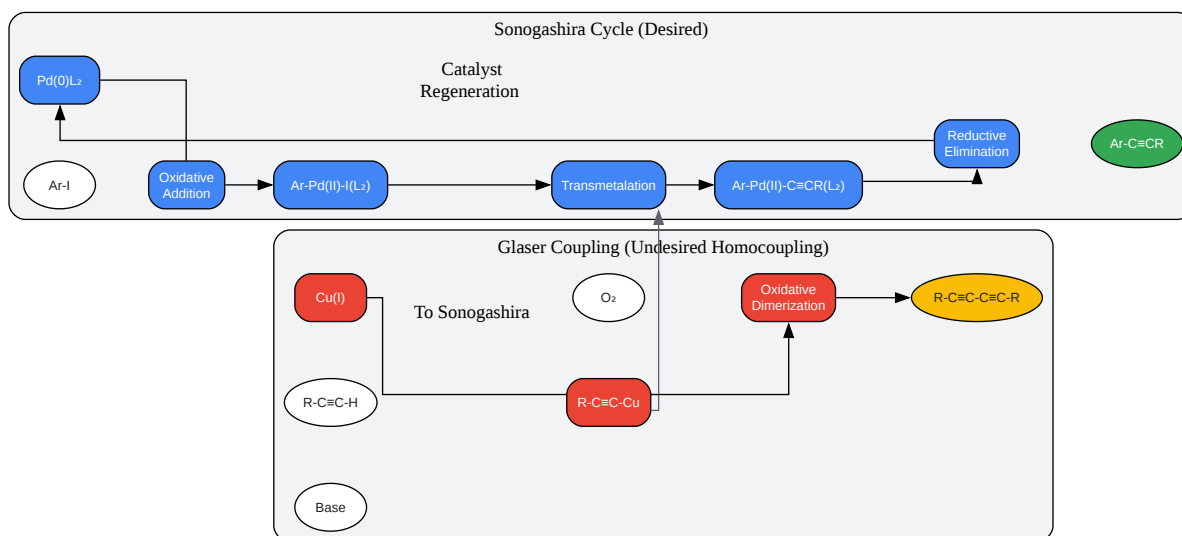 Sonogashira Cycle (Desired)
Pd(0)L₂
Catalyst
Regeneration
Reductive
Elimination
Ar-C≡CR
Ar-I
Oxidative
Addition
Ar-Pd(II)-I(L₂)
Transmetalation
Ar-Pd(II)-C≡CR(L₂)
Glaser Coupling (Undesired Homocoupling)
Cu(I)
To Sonogashira
O₂
Oxidative
Dimerization
R-C≡C-C≡C-R
R-C≡C-H
R-C≡C-Cu
Base